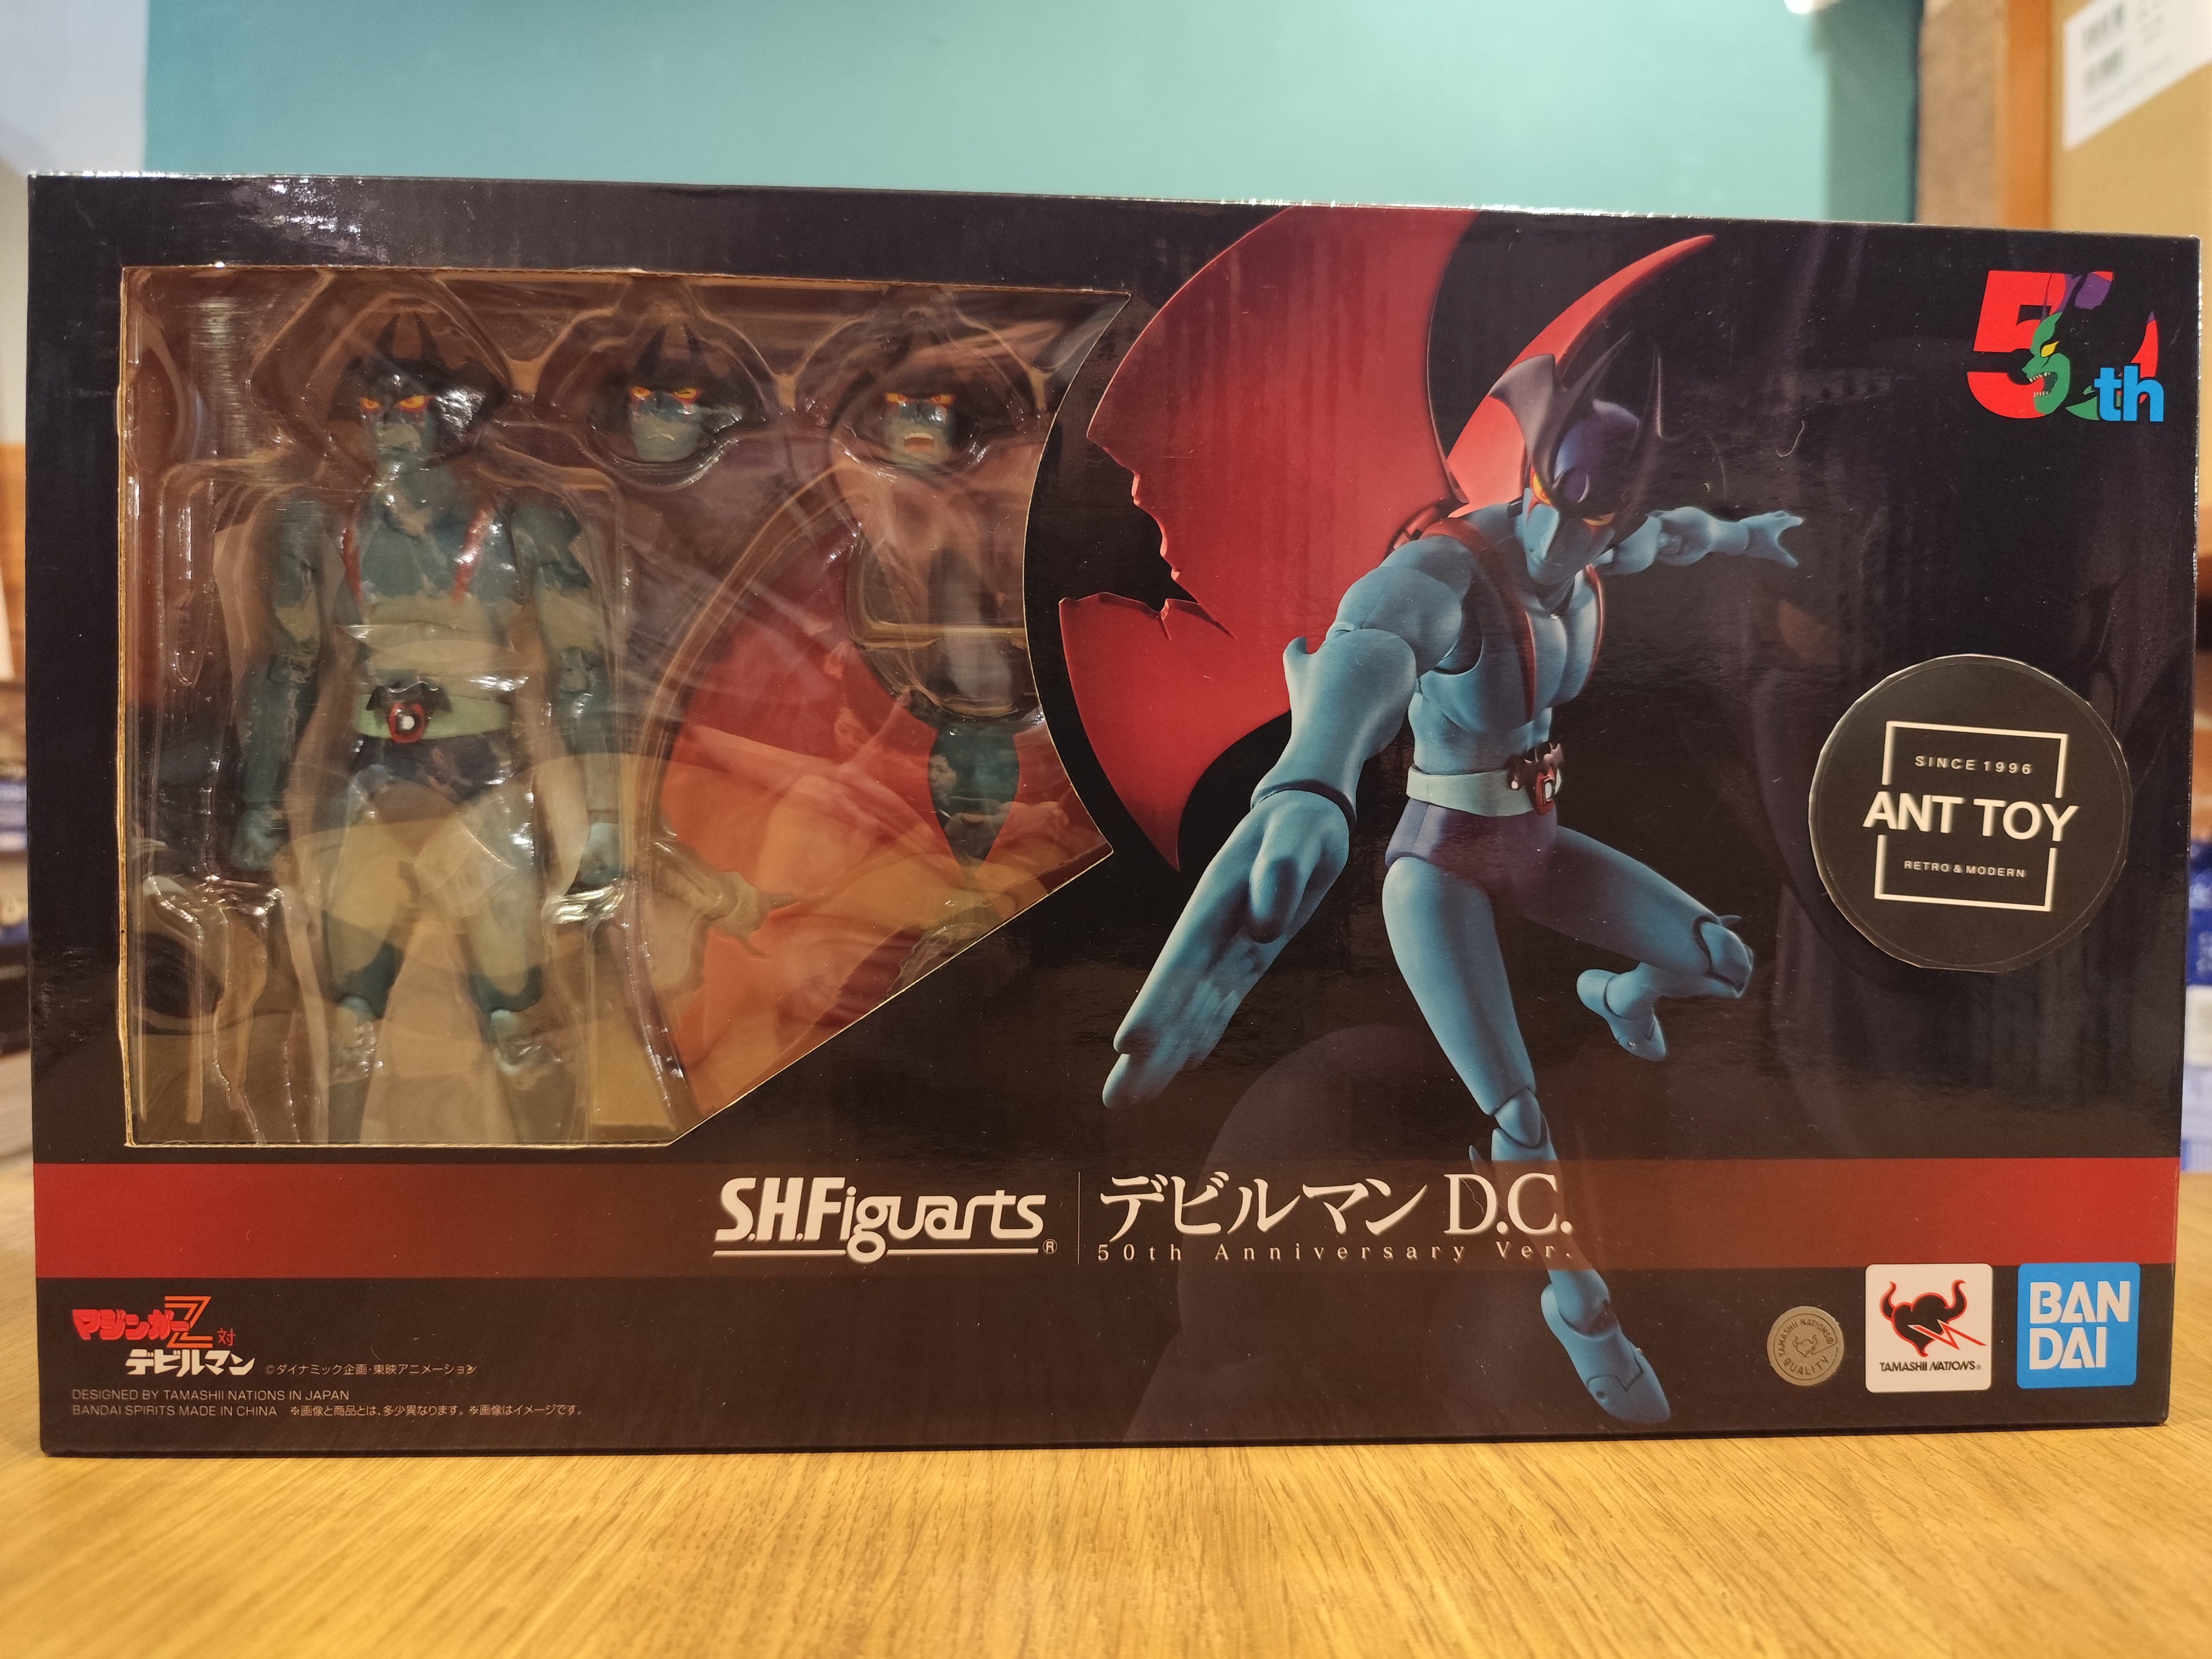 5th
SINCE 1996
ANT TOY
RETRO & MODERN
S.H.Figuarts®
デビルマン D.C.
50th Anniversary Ver.
マジンガーZ対
デビルマン ©ダイナミック企画・東映アニメーション
DESIGNED BY TAMASHII NATIONS IN JAPAN
BANDAI SPIRITS MADE IN CHINA ※画像と商品とは、多少異なります。※画像はイメージです。
TAMASHII NATIONS®
QUALITY
TAMASHII NATIONS®
BAN
DAI